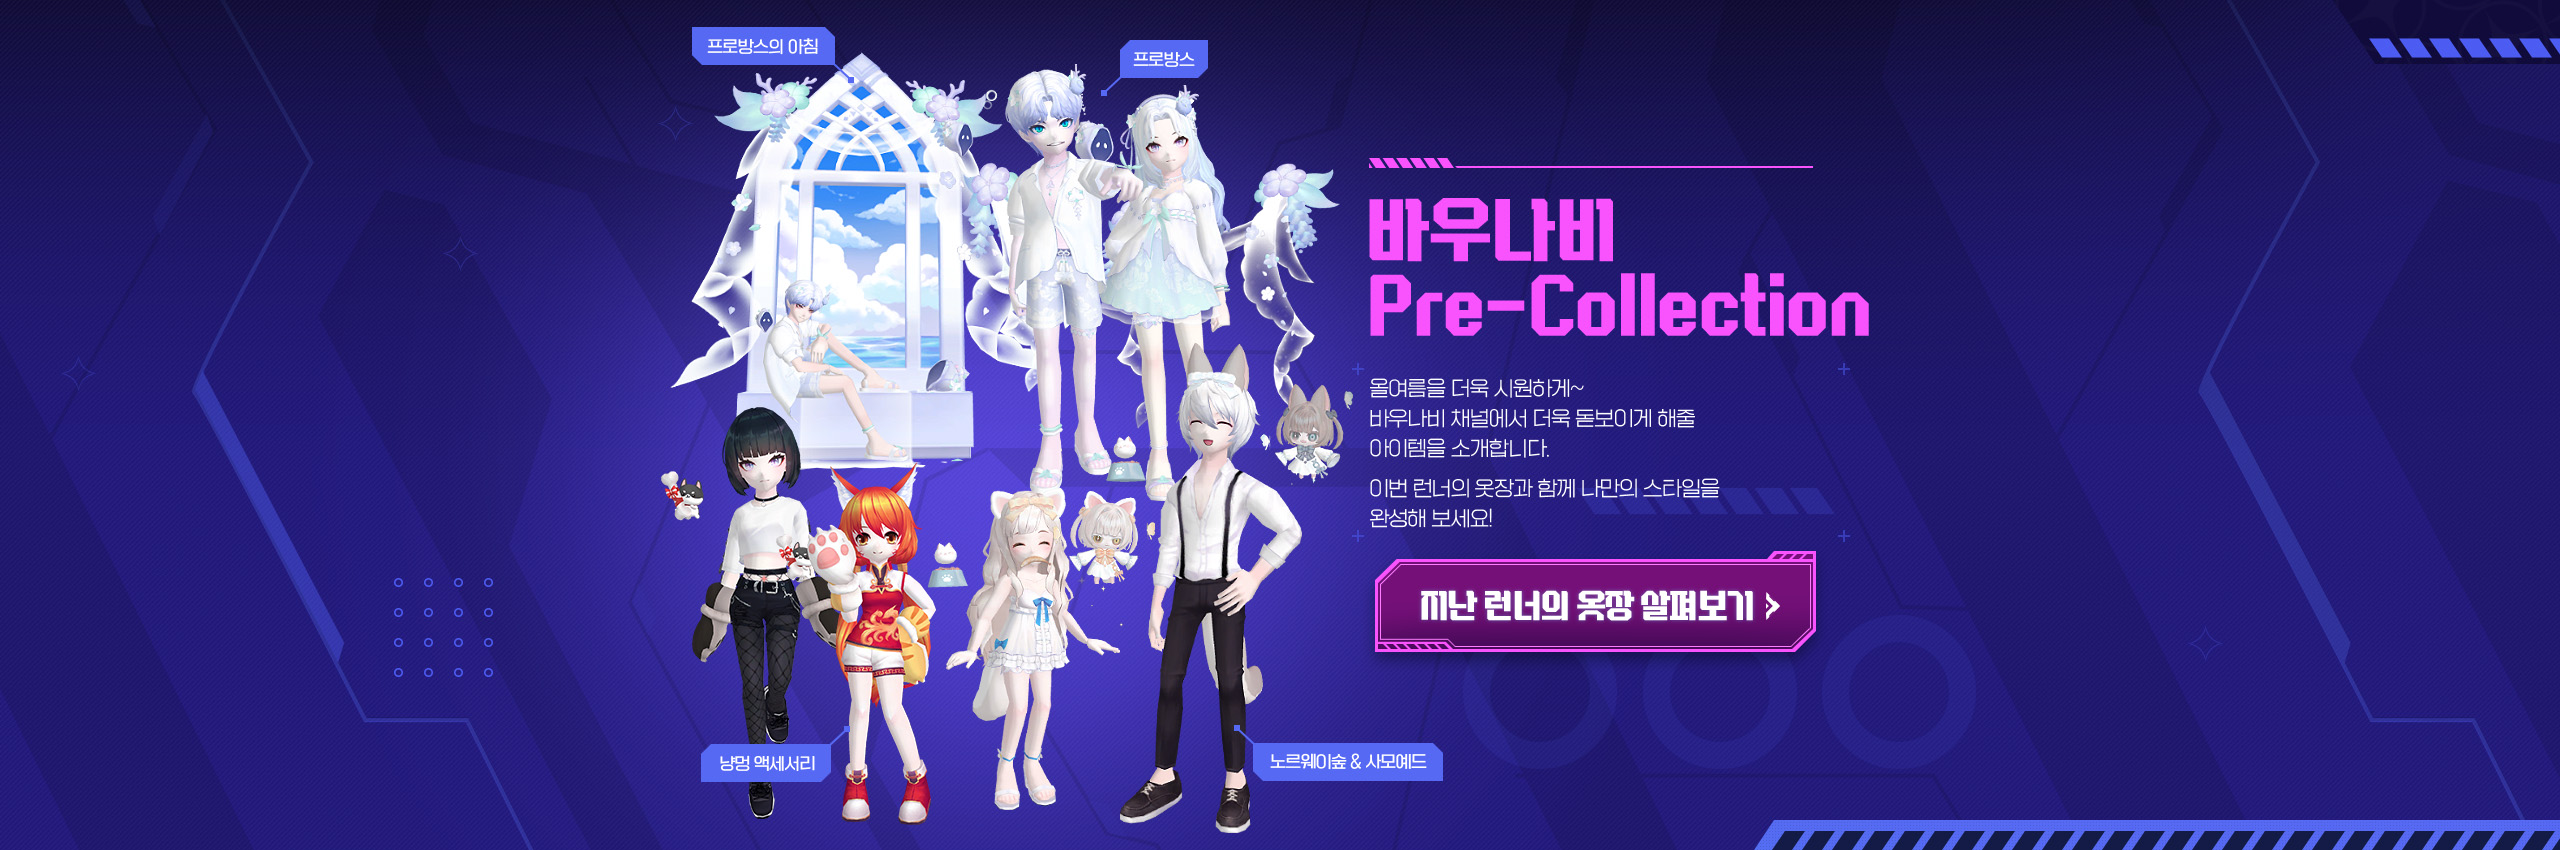 프로방스의 아침
프로방스
바우나비
Pre-Collection
올여름을 더욱 시원하게~
바우나비 채널에서 더욱 돋보이게 해줄
아이템을 소개합니다.
이번 런너의 옷장과 함께 나만의 스타일을
완성해 보세요!
지난 런너의 옷장 살펴보기 >
냥멍 액세서리
노르웨이숲 & 사모예드